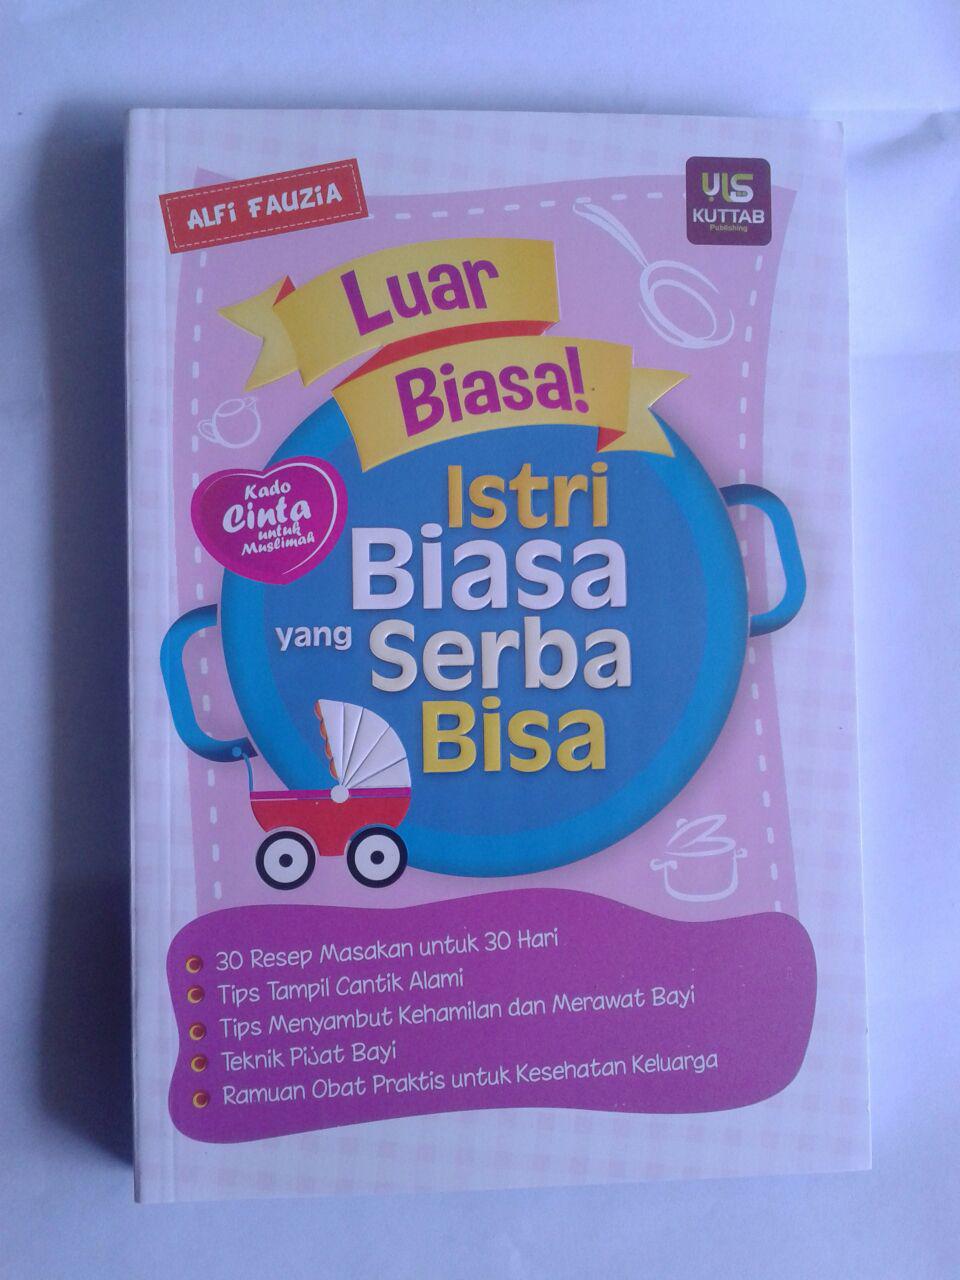 ALFi FAUZiA
YLS
KUTTAB
Publishing
Luar
Biasa!
Kado
Cinta
untuk
Muslimah
Istri
Biasa
yang Serba
Bisa
30 Resep Masakan untuk 30 Hari
Tips Tampil Cantik Alami
Tips Menyambut Kehamilan dan Merawat Bayi
Teknik Pijat Bayi
Ramuan Obat Praktis untuk Kesehatan Keluarga